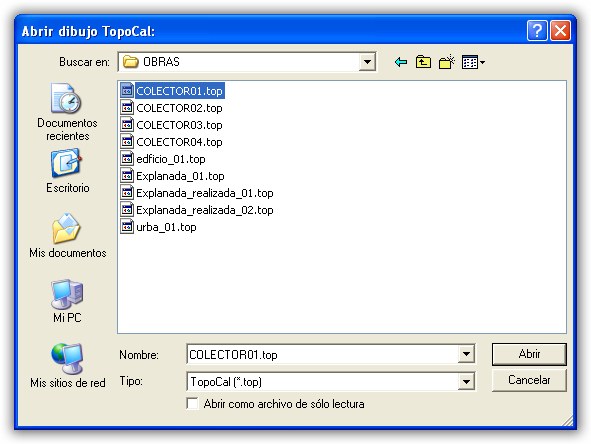 Abrir dibujo TopoCal:
Buscar en: OBRAS
COLECTOR01.top
COLECTOR02.top
COLECTOR03.top
COLECTOR04.top
edficio_01.top
Explanada_01.top
Explanada_realizada_01.top
Explanada_realizada_02.top
urba_01.top
Documentos
recientes
Escritorio
Mis documentos
Mi PC
Mis sitios de red
Nombre: COLECTOR01.top Abrir
Tipo: TopoCal (*.top) Cancelar
Abrir como archivo de sólo lectura